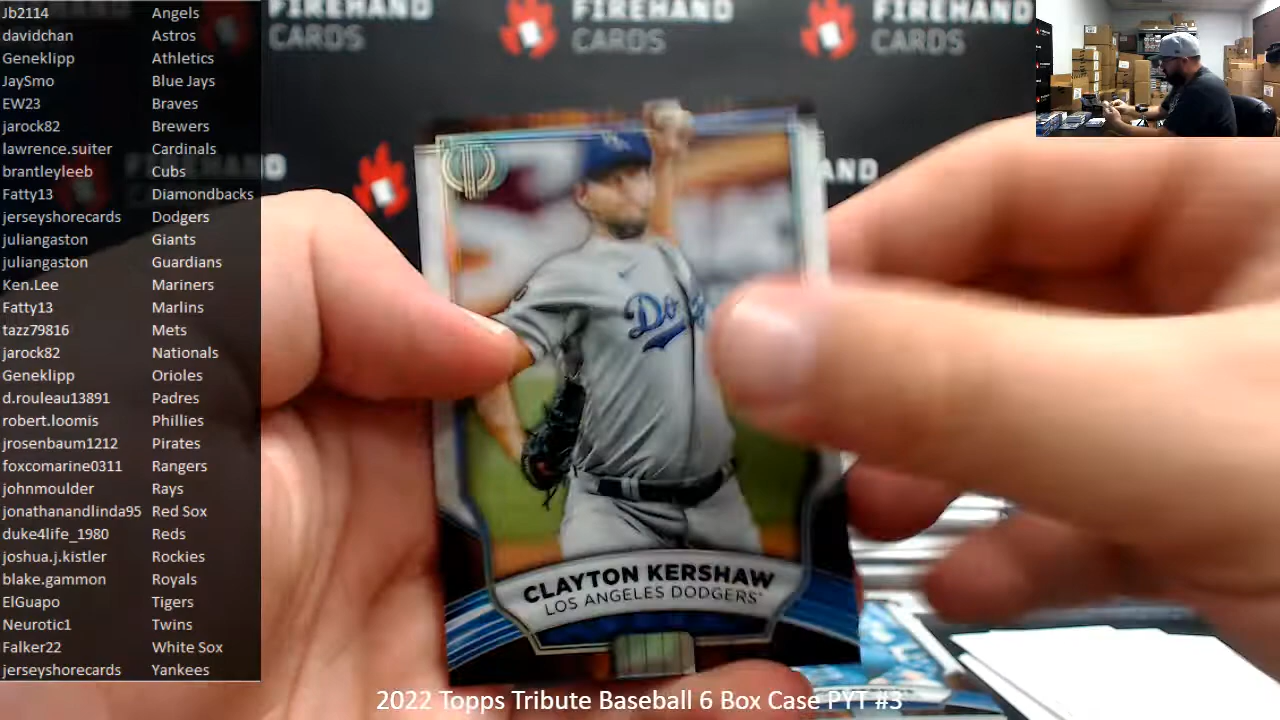 Jb2114 Angels
davidchan Astros
Geneklipp Athletics
JaySmo Blue Jays
EW23 Braves
jarock82 Brewers
lawrence.suiter Cardinals
brantleyleeb Cubs
Fatty13 Diamondbacks
jerseyshorecards Dodgers
juliangaston Giants
juliangaston Guardians
Ken.Lee Mariners
Fatty13 Marlins
tazz79816 Mets
jarock82 Nationals
Geneklipp Orioles
d.rouleau13891 Padres
robert.loomis Phillies
jrosenbaum1212 Pirates
foxcomarine0311 Rangers
johnmoulder Rays
jonathanandlinda95 Red Sox
duke4life_1980 Reds
joshua.j.kistler Rockies
blake.gammon Royals
ElGuapo Tigers
Neurotic1 Twins
Falker22 White Sox
jerseyshorecards Yankees
FIREHAND CARDS
FIREHAND CARDS
FIREHAND CARDS
CLAYTON KERSHAW
LOS ANGELES DODGERS
2022 Topps Tribute Baseball 6 Box Case PYT #3